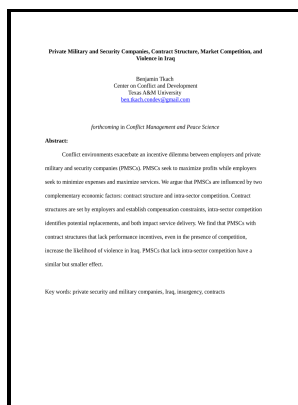 Private Military and Security Companies, Contract Structure, Market Competition, and
Violence in Iraq
Benjamin Tkach
Center on Conflict and Development
Texas A&M University
ben.tkach.condev@gmail.com
forthcoming in Conflict Management and Peace Science
Abstract:
Conflict environments exacerbate an incentive dilemma between employers and private
military and security companies (PMSCs). PMSCs seek to maximize profits while employers
seek to minimize expenses and maximize services. We argue that PMSCs are influenced by two
complementary economic factors: contract structure and intra-sector competition. Contract
structures are set by employers and establish compensation constraints, intra-sector competition
identifies potential replacements, and both impact service delivery. We find that PMSCs with
contract structures that lack performance incentives, even in the presence of competition,
increase the likelihood of violence in Iraq. PMSCs that lack intra-sector competition have a
similar but smaller effect.
Key words: private security and military companies, Iraq, insurgency, contracts